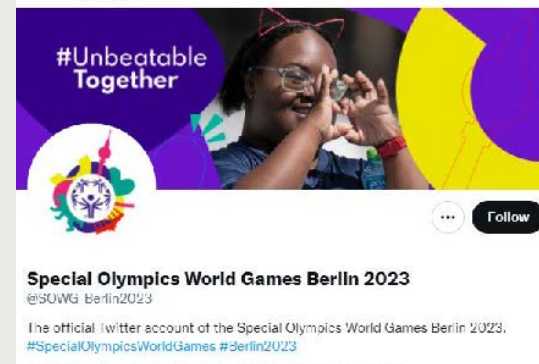 #Unbeatable
Together
Follow
Special Olympics World Games Berlin 2023
@SOWG_Berlin2023
The official Twitter account of the Special Olympics World Games Berlin 2023.
#SpecialOlympicsWorldGames #Berlin2023